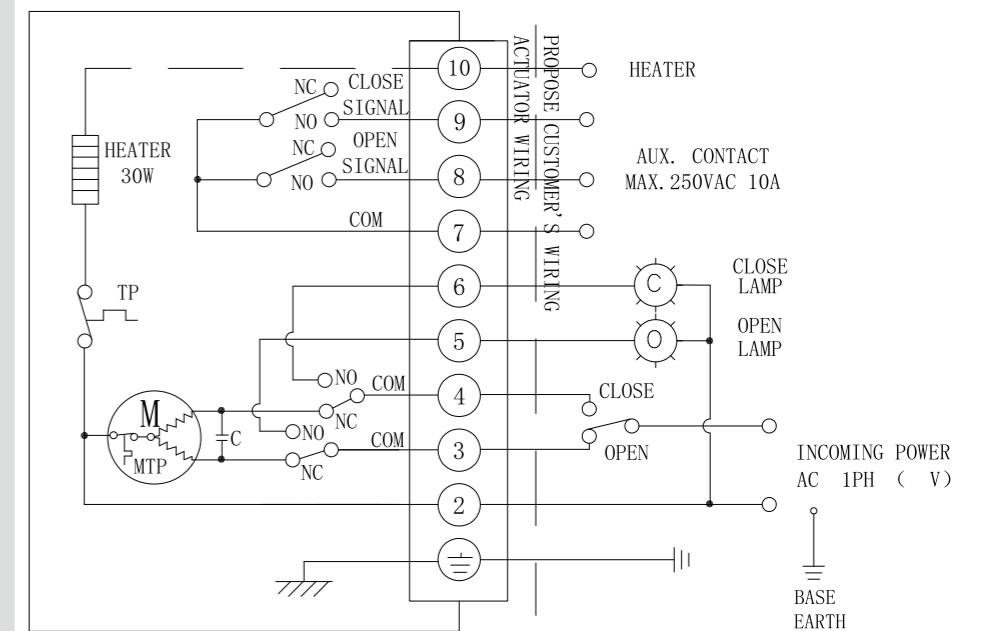 10
HEATER
NC
CLOSE
SIGNAL
NO
9
NC
OPEN
SIGNAL
NO
8
AUX. CONTACT
MAX.250VAC 10A
HEATER
30W
COM
7
PROPOSE CUSTOMER'S WIRING
ACTUATOR WIRING
6
C
CLOSE
LAMP
TP
5
O
OPEN
LAMP
NO
COM
4
CLOSE
NC
M
C
MTP
NO
COM
3
OPEN
NC
INCOMING POWER
AC 1PH ( V)
2
BASE
EARTH